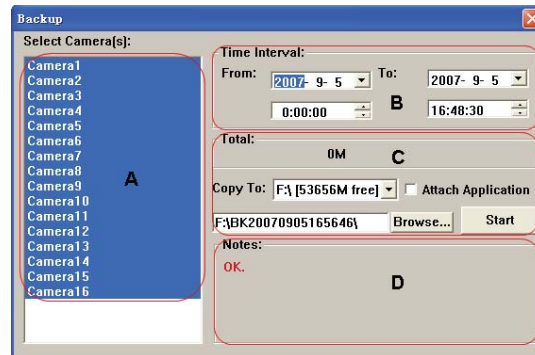 Backup
Select Camera(s):
Camera1
Camera2
Camera3
Camera4
Camera5
Camera6
Camera7
Camera8
Camera9
Camera10
Camera11
Camera12
Camera13
Camera14
Camera15
Camera16
A
Time Interval:
From: 2007- 9- 5 To: 2007- 9- 5
0:00:00 B 16:48:30
Total:
0M C
Copy To: F:\ [53656M free] Attach Application
F:\BK20070905165646\ Browse... Start
Notes:
OK.
D